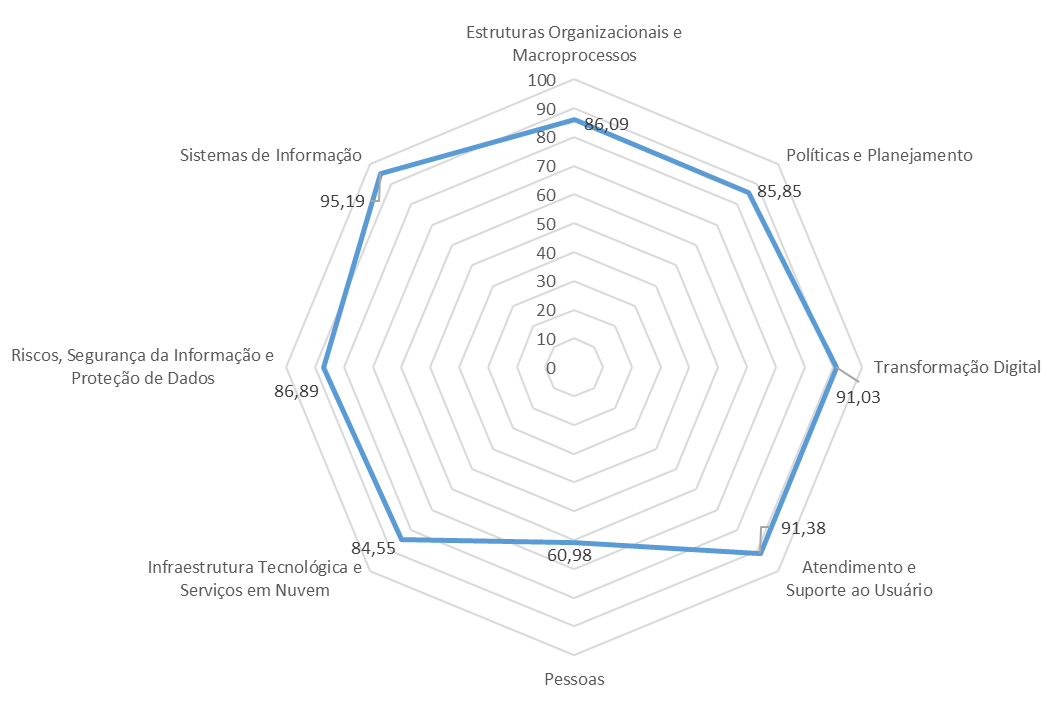 Estruturas Organizacionais e
Macroprocessos
100
90
86,09
80
70
60
50
40
30
20
10
0
Políticas e Planejamento
85,85
Transformação Digital
91,03
91,38
Atendimento e
Suporte ao Usuário
60,98
Pessoas
84,55
Infraestrutura Tecnológica e
Serviços em Nuvem
Riscos, Segurança da Informação e
Proteção de Dados
86,89
Sistemas de Informação
95,19